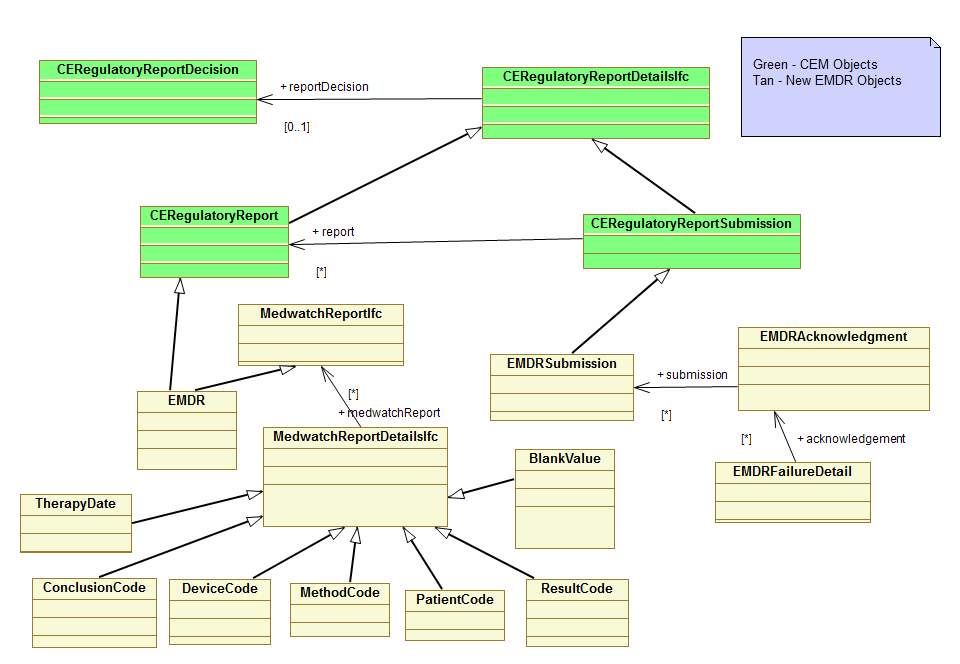 CERegulatoryReportDecision
CERegulatoryReportDetailsIfc
Green - CEM Objects
Tan - New EMDR Objects
+ reportDecision
[0..1]
CERegulatoryReport
CERegulatoryReportSubmission
+ report
[*]
MedwatchReportIfc
EMDRAcknowledgment
EMDRSubmission
+ submission
[*]
EMDR
[*]
+ medwatchReport
MedwatchReportDetailsIfc
[*]
+ acknowledgement
BlankValue
EMDRFailureDetail
TherapyDate
ConclusionCode
DeviceCode
MethodCode
PatientCode
ResultCode